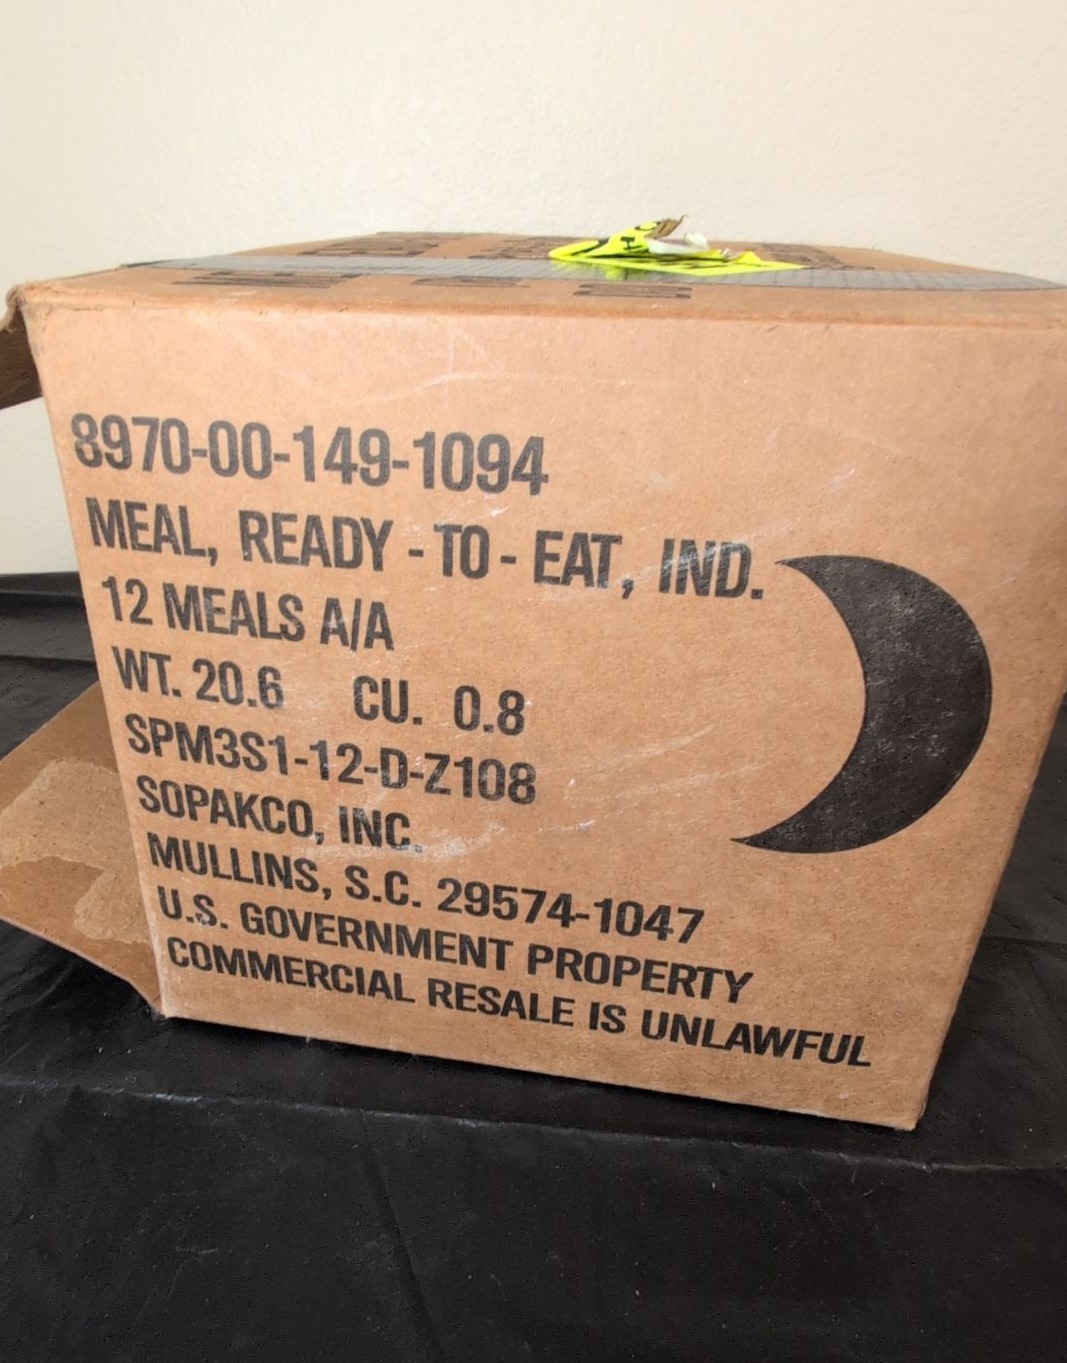 8970-00-149-1094
MEAL, READY - TO - EAT, IND.
12 MEALS A/A
WT. 20.6 CU. 0.8
SPM3S1-12-D-Z108
SOPAKCO, INC.
MULLINS, S.C. 29574-1047
U.S. GOVERNMENT PROPERTY
COMMERCIAL RESALE IS UNLAWFUL